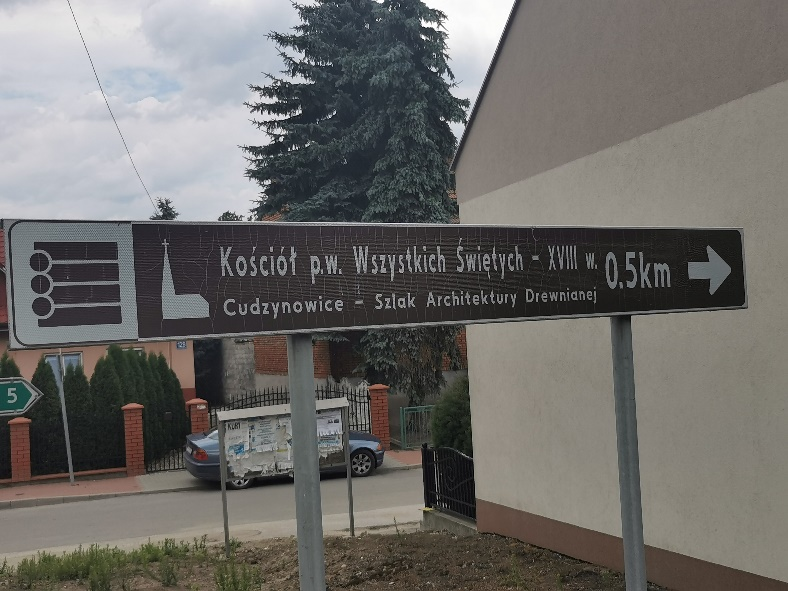 Kościół p.w. Wszystkich Świętych – XVIII w. 0.5km
Cudzynowice – Szlak Architektury Drewnianej
5